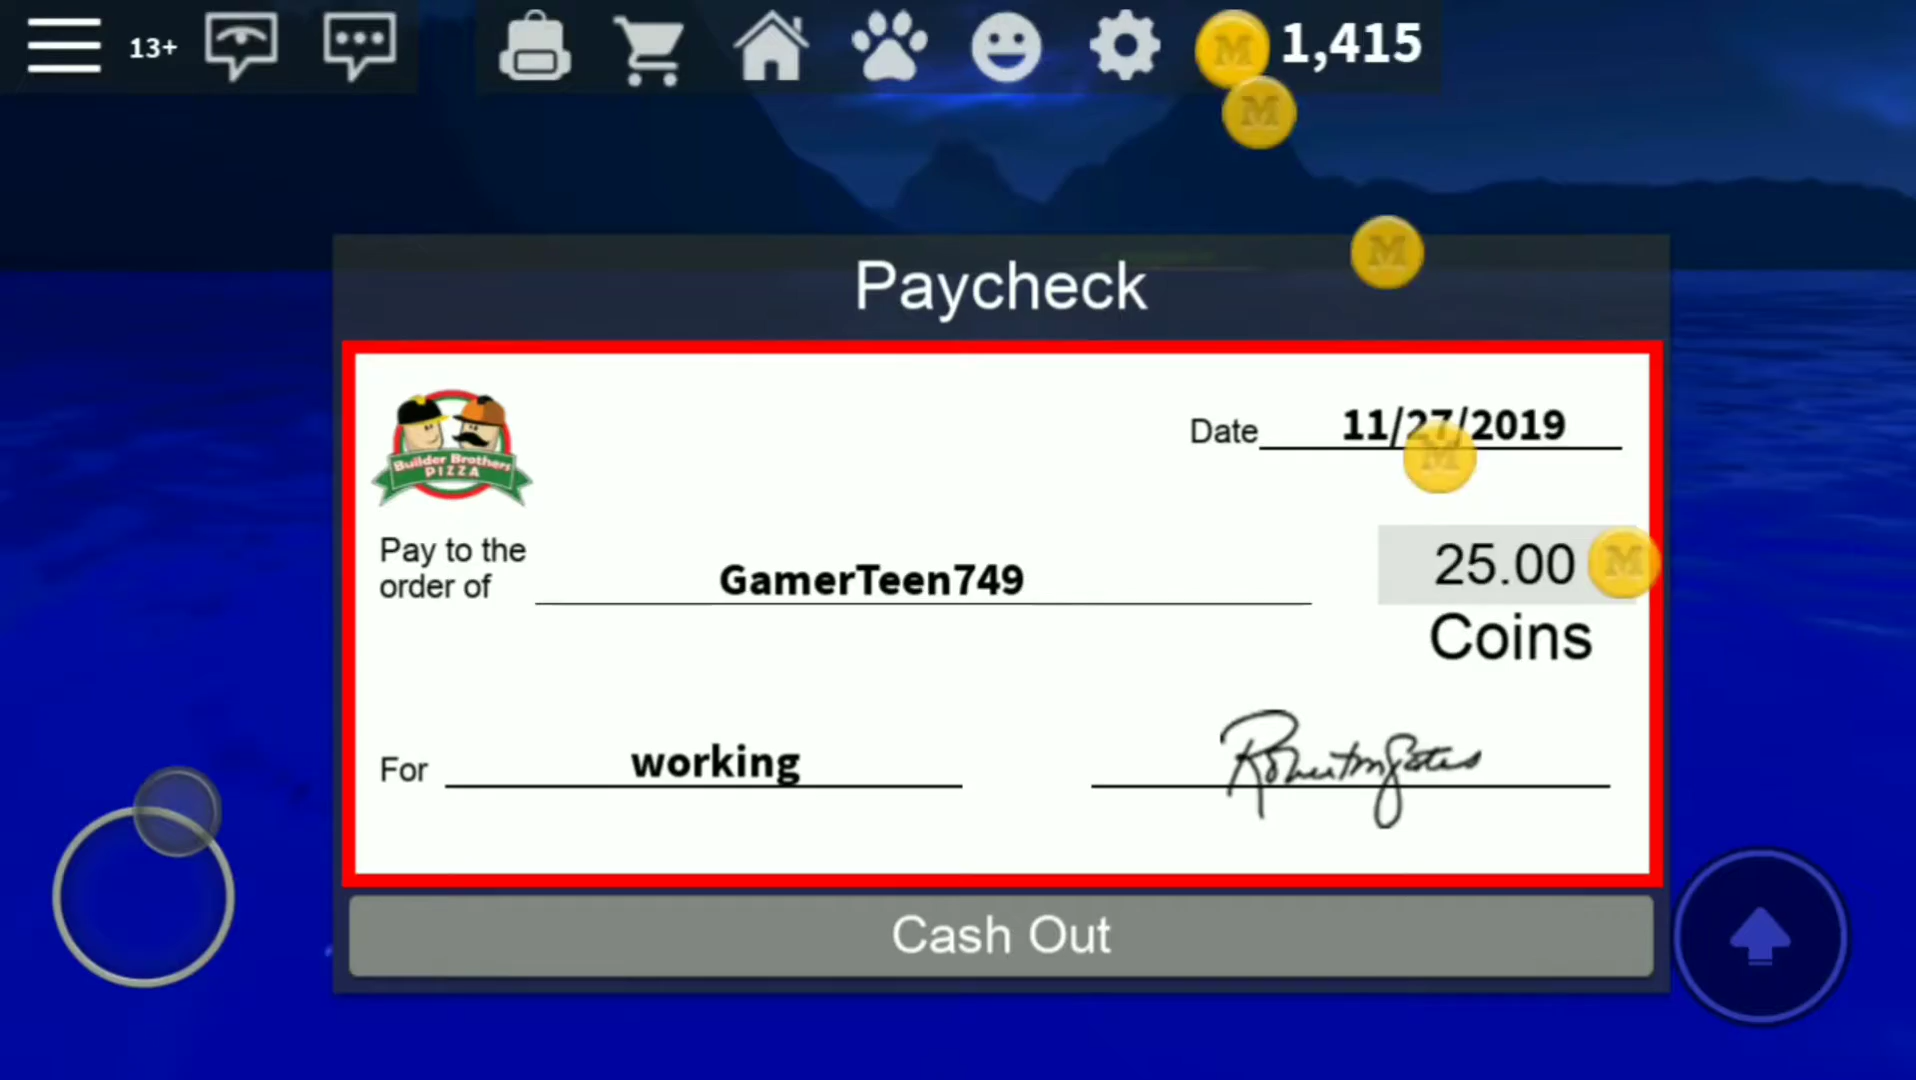 13+
1,415
Paycheck
Builder Brothers
PIZZA
Date 11/27/2019
Pay to the
order of GamerTeen749
25.00
Coins
For working
Cash Out